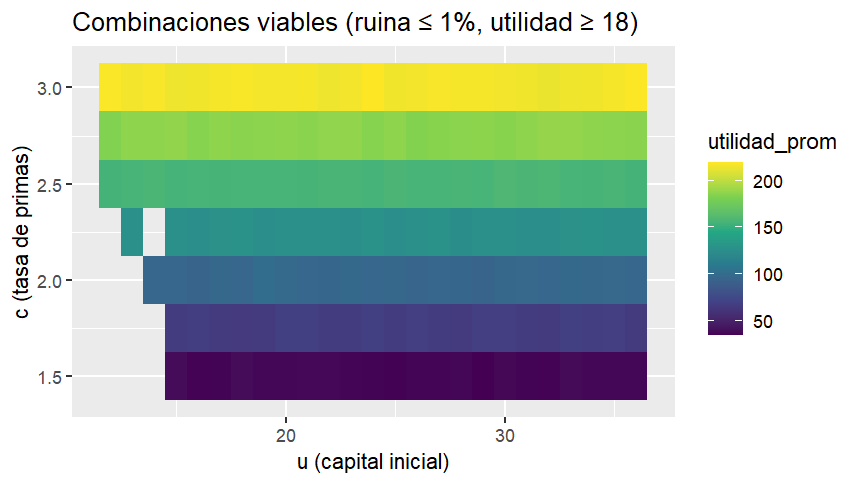 Combinaciones viables (ruina ≤ 1%, utilidad ≥ 18)
c (tasa de primas)
3.0
2.5
2.0
1.5
20 30
u (capital inicial)
utilidad_prom
200
150
100
50